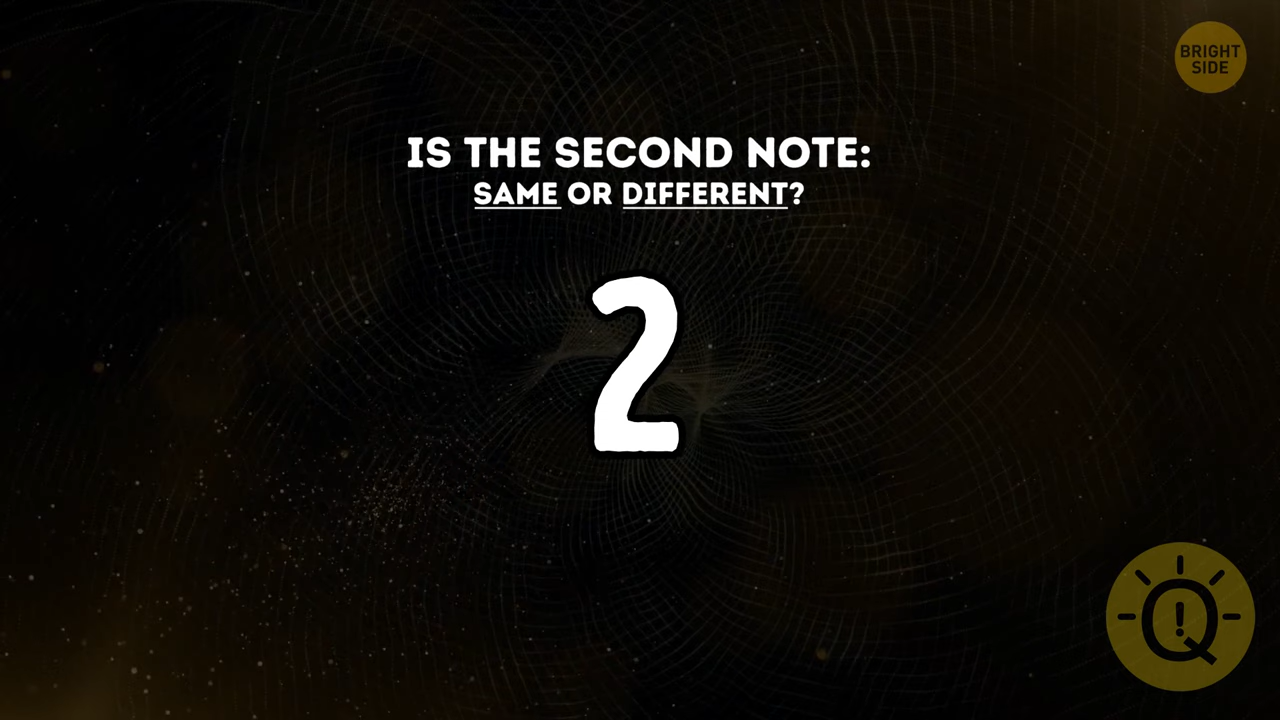 BRIGHT
SIDE
IS THE SECOND NOTE:
SAME OR DIFFERENT?
2
Q!